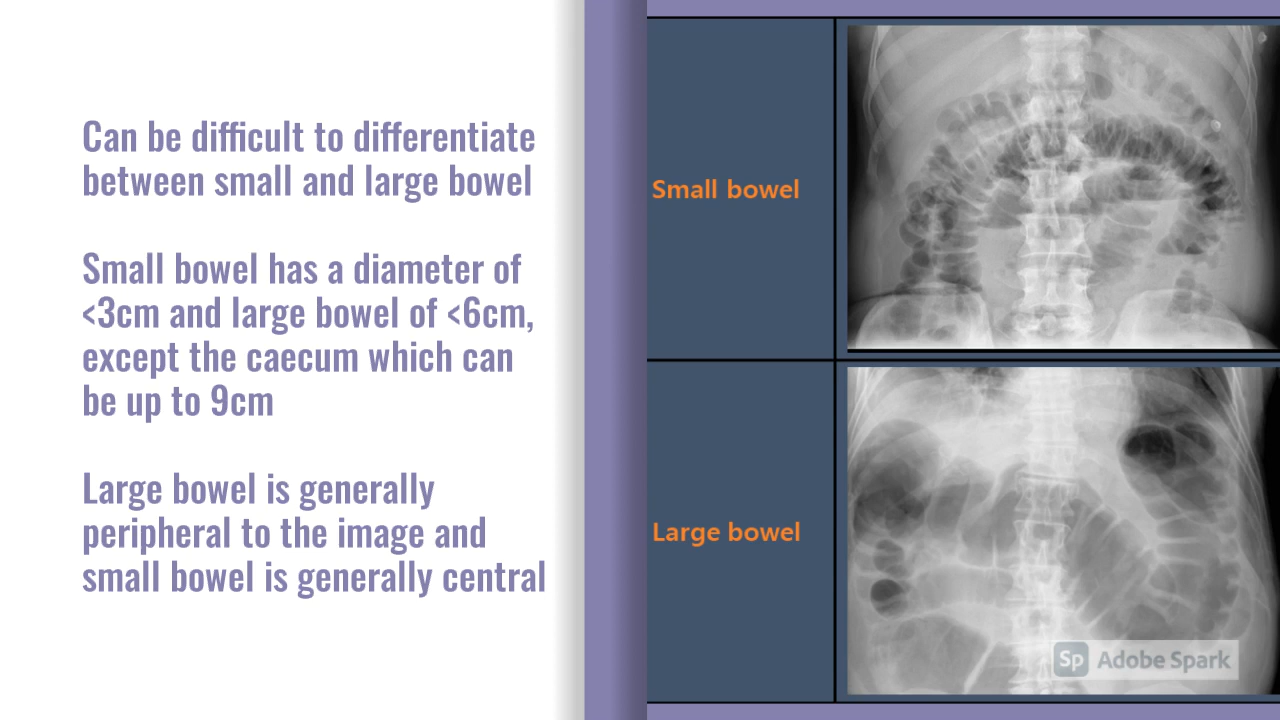 Can be difficult to differentiate
between small and large bowel
Small bowel has a diameter of
<3cm and large bowel of <6cm,
except the caecum which can
be up to 9cm
Large bowel is generally
peripheral to the image and
small bowel is generally central
Small bowel
Large bowel
Sp Adobe Spark